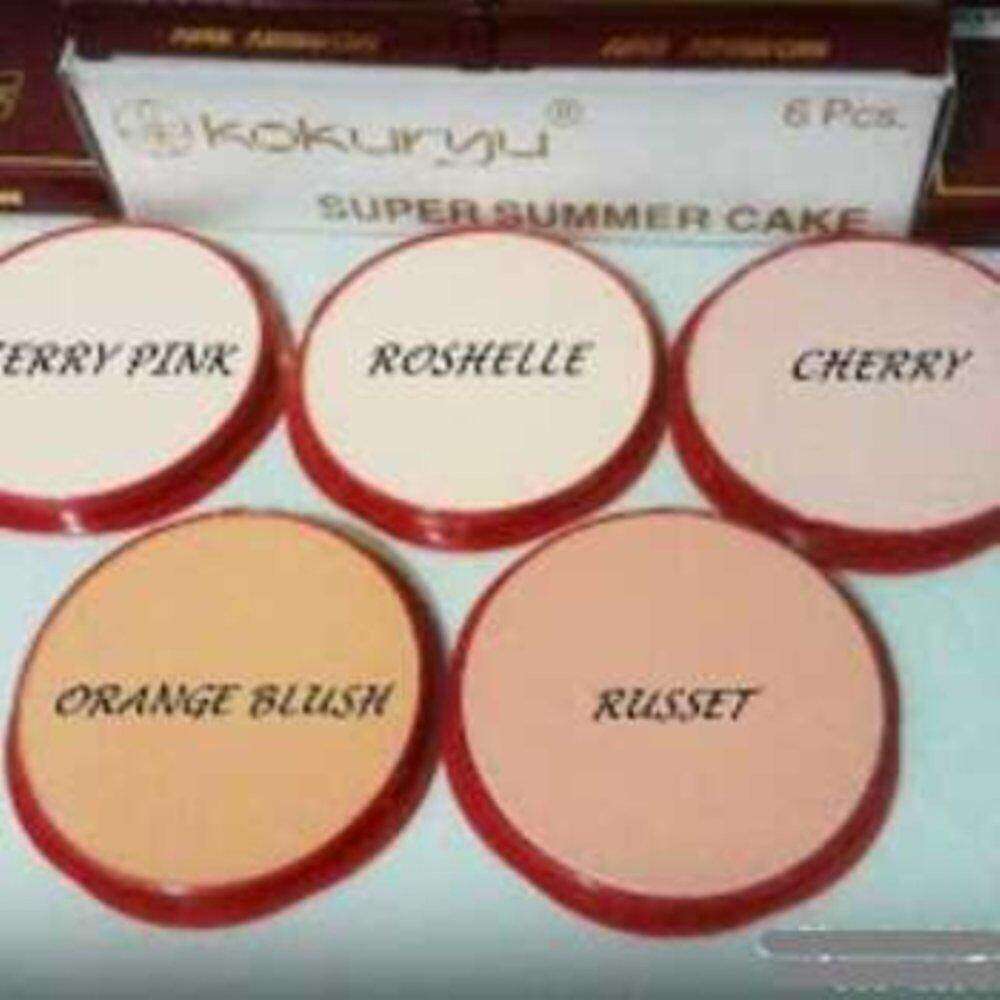 kokuryu®
6 Pcs.
SUPER SUMMER CAKE
ERRY PINK
ROSHELLE
CHERRY
ORANGE BLUSH
RUSSET